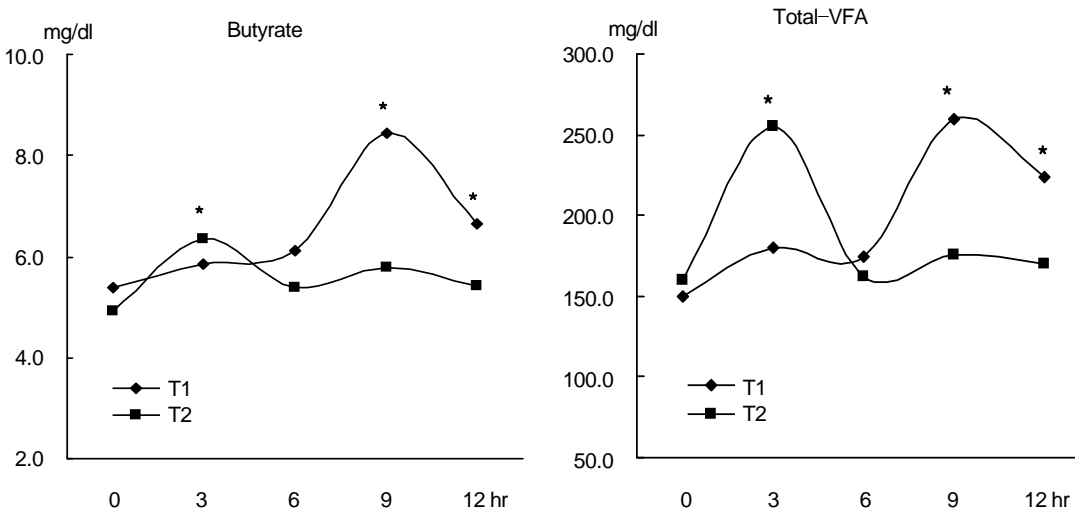 Butyrate
mg/dl
10.0
8.0
6.0
4.0
2.0
*
*
*
T1
T2
0 3 6 9 12 hr
Total-VFA
mg/dl
300.0
250.0
200.0
150.0
100.0
50.0
*
*
*
T1
T2
0 3 6 9 12 hr